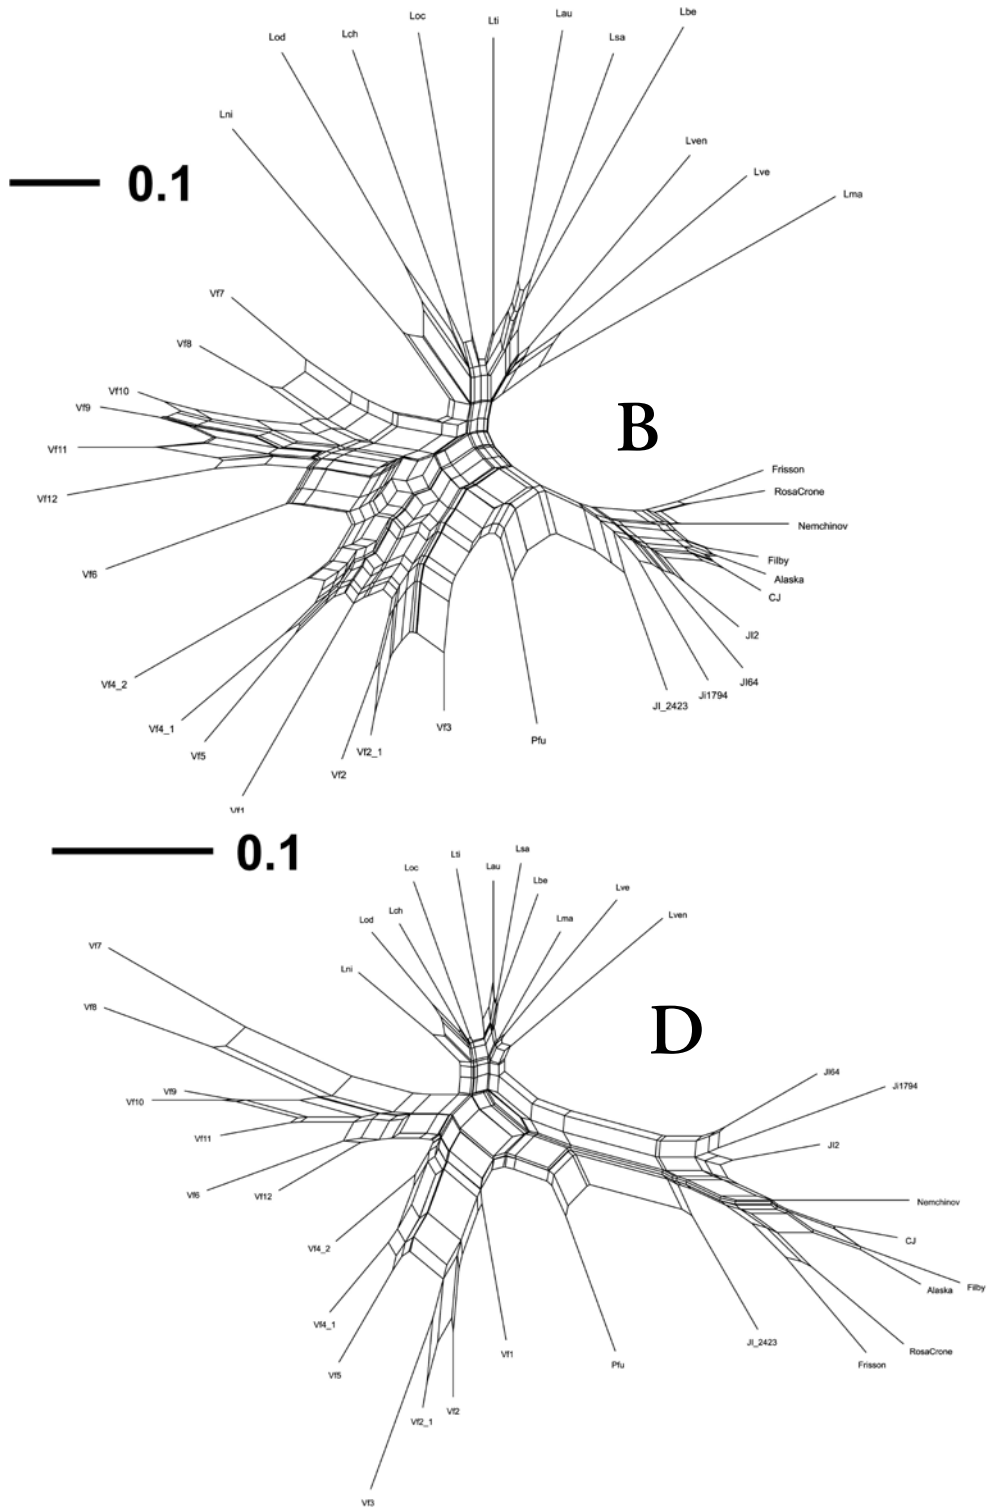 Lbe
Lau
Loc
Lti
Lch
Lod
Lsa
Lni
Lven
Lve
0.1
Lma
Vf7
Vf8
Vf10
Vf9
B
Vf11
Frisson
RosaCrone
Vf12
Nemchinov
Filby
Vf6
Alaska
CJ
JI2
JI64
Vf4_2
Ji1794
JI_2423
Vf4_1
Vf3
Pfu
Vf5
Vf2_1
Vf2
Vf1
0.1
Lsa
Lti
Lau
Loc
Lbe
Lve
Lch
Lod
Lma
Lven
Vf7
Lni
Vf8
D
JI64
Ji1794
Vf9
Vf10
Vf11
JI2
Vf6
Vf12
Nemchinov
CJ
Vf4_2
Alaska
Filby
Vf4_1
JI_2423
Vf1
RosaCrone
Pfu
Frisson
Vf5
Vf2
Vf2_1
Vf3